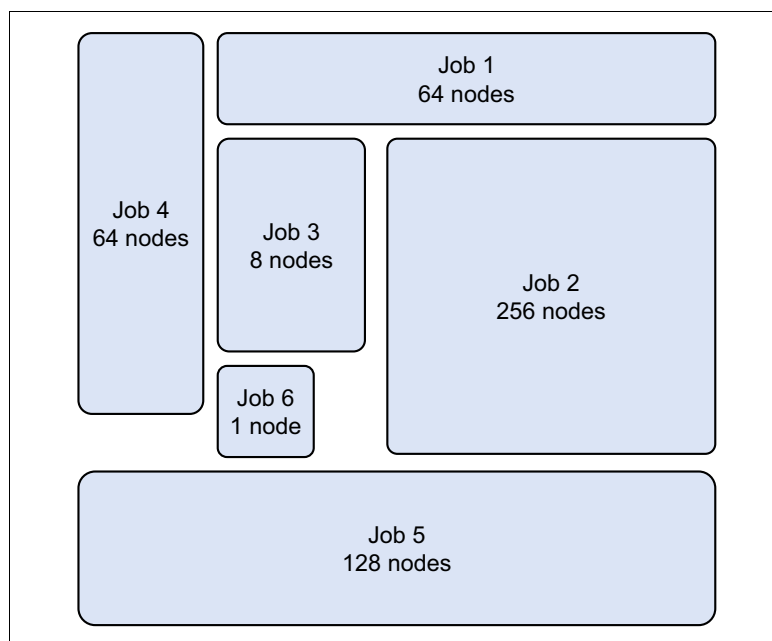 Job 1
64 nodes
Job 4
64 nodes
Job 3
8 nodes
Job 2
256 nodes
Job 6
1 node
Job 5
128 nodes